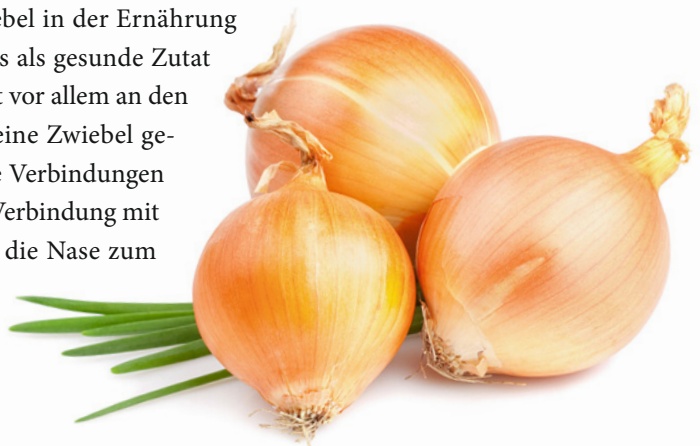 ebel in der Ernährung
s als gesunde Zutat
t vor allem an den
eine Zwiebel ge-
e Verbindungen
Verbindung mit
die Nase zum